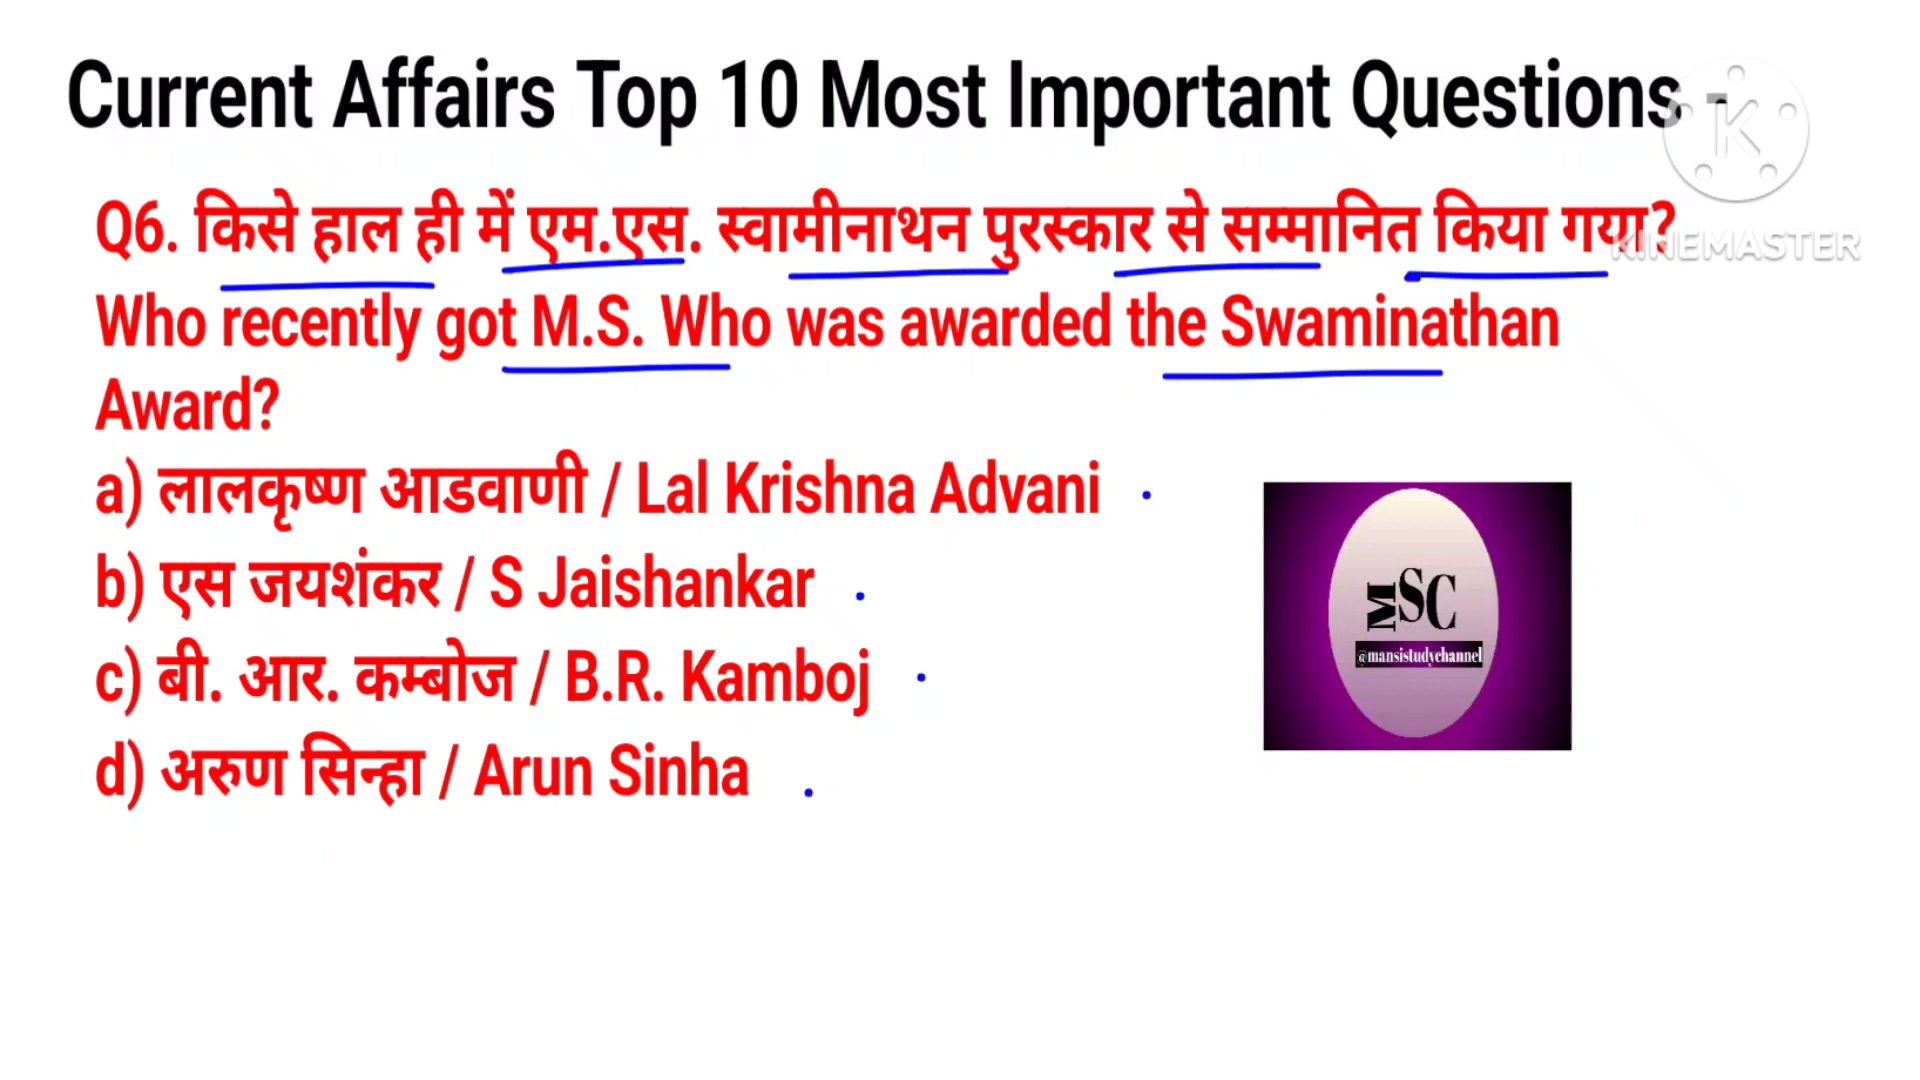 Current Affairs Top 10 Most Important Questions -
Q6. किसे हाल ही में एम.एस. स्वामीनाथन पुरस्कार से सम्मानित किया गया?
KINEMASTER
Who recently got M.S. Who was awarded the Swaminathan
Award?
a) लालकृष्ण आडवाणी / Lal Krishna Advani
b) एस जयशंकर / S Jaishankar
c) बी. आर. कम्बोज / B.R. Kamboj
d) अरुण सिन्हा / Arun Sinha
MSC
@mansistudychannel